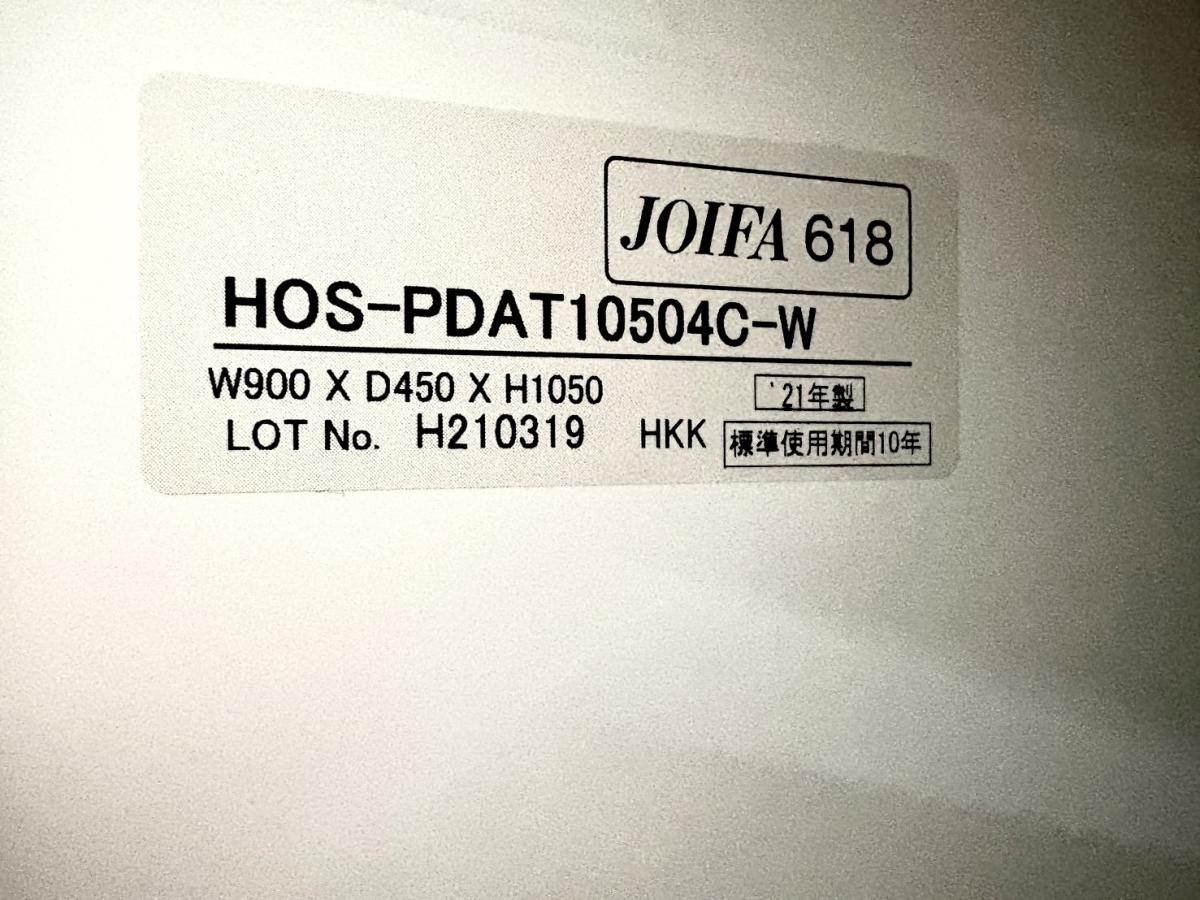 JOIFA 618
HOS-PDAT10504C-W
W900 X D450 X H1050
'21年製
LOT No. H210319 HKK
標準使用期間10年